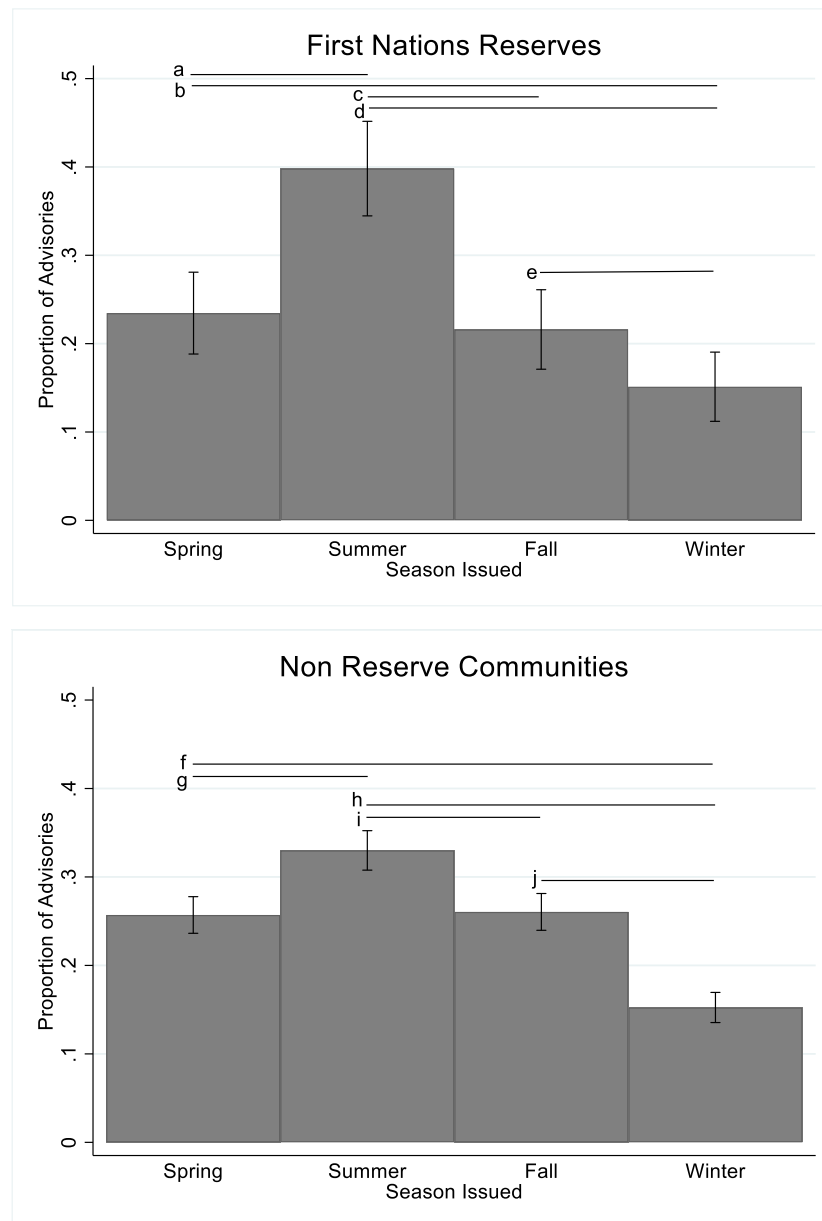 First Nations Reserves
a
b
c
d
e
.5
.4
.3
.2
.1
0
Proportion of Advisories
Spring Summer Fall Winter
Season Issued
Non Reserve Communities
f
g
h
i
j
.5
.4
.3
.2
.1
0
Proportion of Advisories
Spring Summer Fall Winter
Season Issued